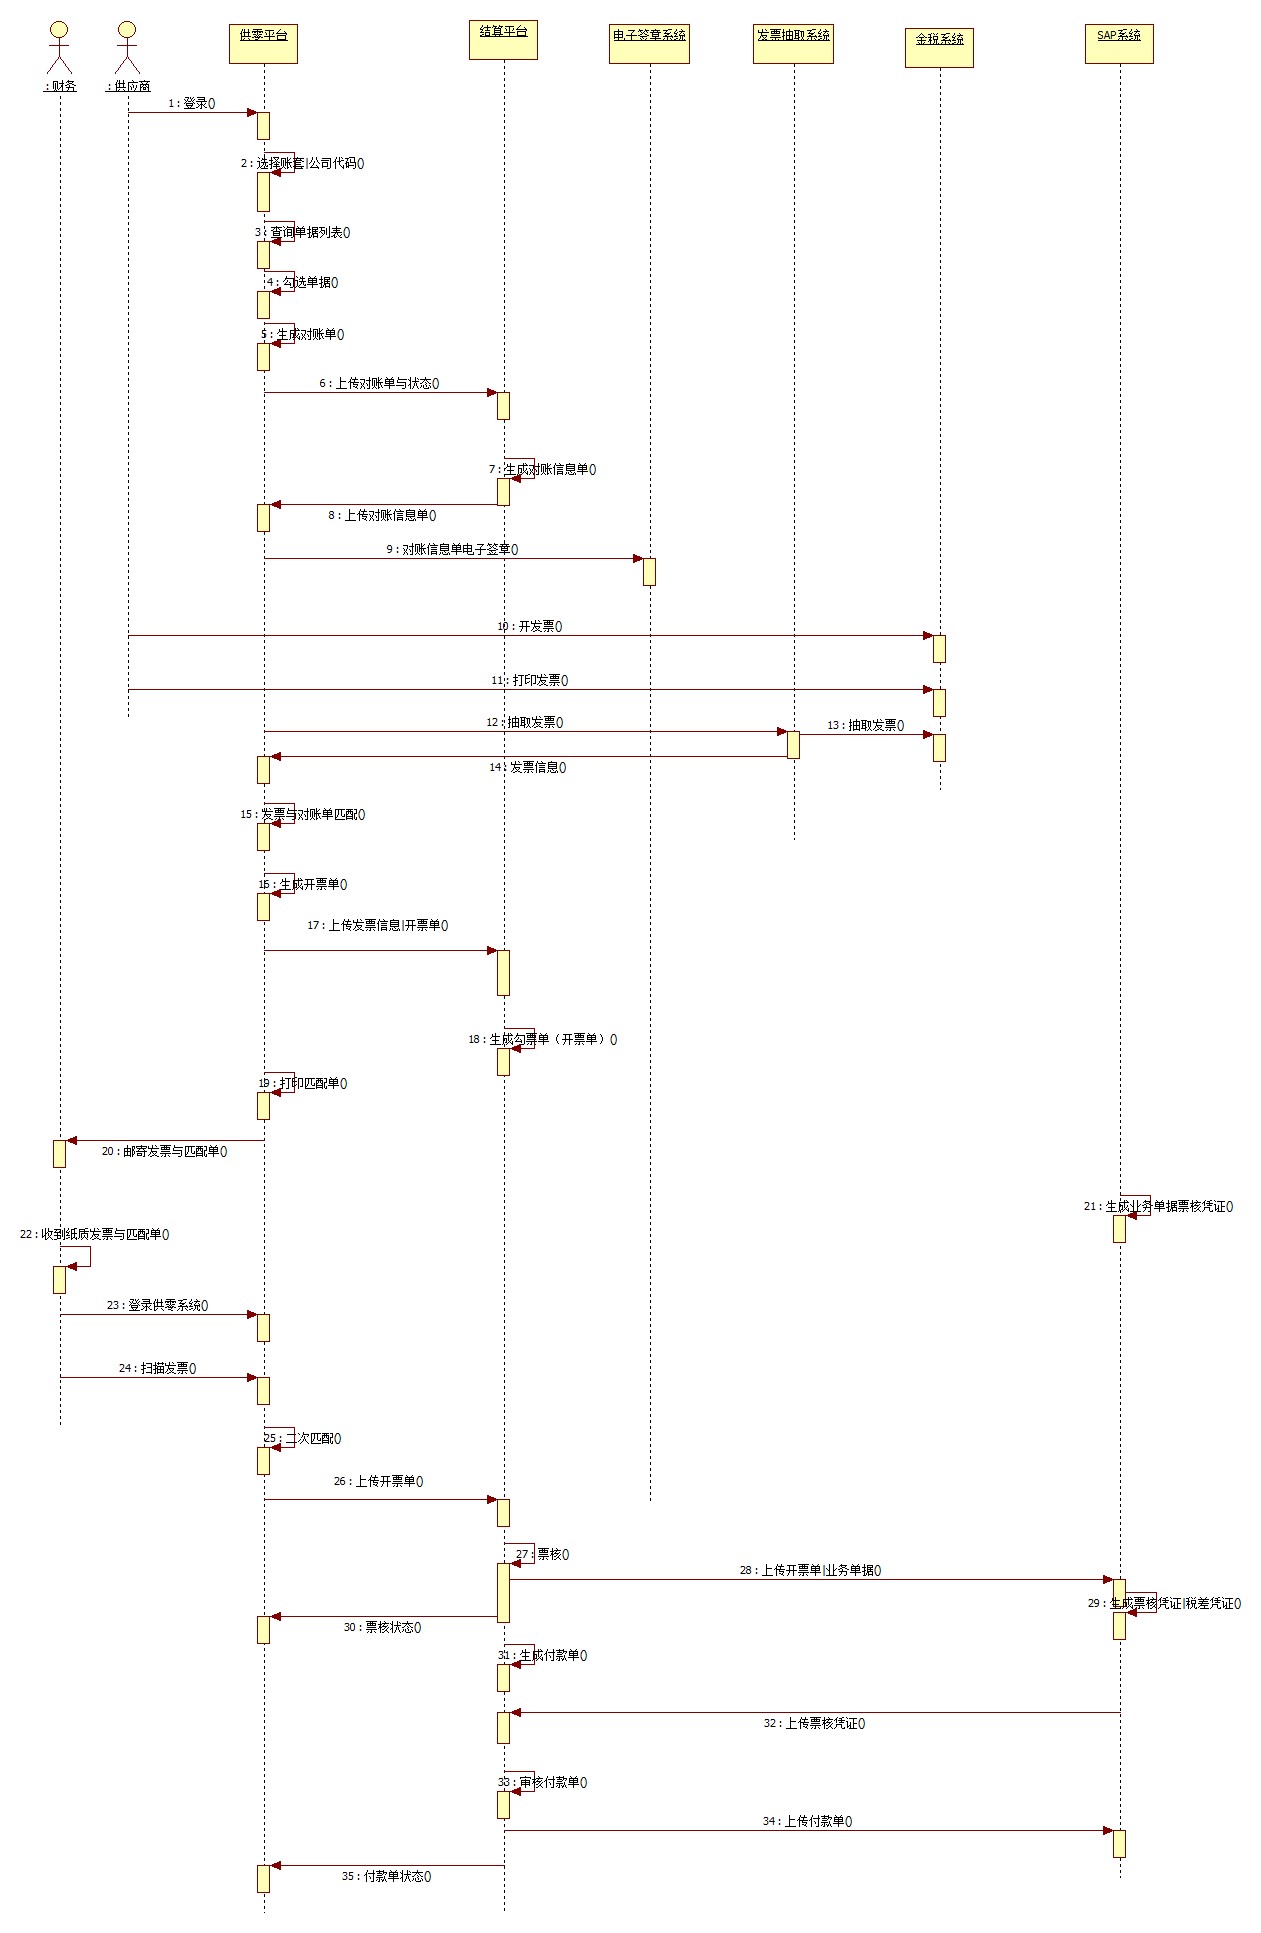 供零平台
结算平台
电子签章系统
发票抽取系统
金税系统
SAP系统
: 财务
: 供应商
1 : 登录()
2 : 选择账套|公司代码()
3 : 查询单据列表()
4 : 勾选单据()
5 : 生成对账单()
6 : 上传对账单与状态()
7 : 生成对账信息单()
8 : 上传对账信息单()
9 : 对账信息单电子签章()
10 : 开发票()
11 : 打印发票()
12 : 抽取发票()
13 : 抽取发票()
14 : 发票信息()
15 : 发票与对账单匹配()
16 : 生成开票单()
17 : 上传发票信息|开票单()
18 : 生成勾票单（开票单）()
19 : 打印匹配单()
20 : 邮寄发票与匹配单()
21 : 生成业务单据票核凭证()
22 : 收到纸质发票与匹配单()
23 : 登录供零系统()
24 : 扫描发票()
25 : 二次匹配()
26 : 上传开票单()
27 : 票核()
28 : 上传开票单|业务单据()
29 : 生成票核凭证|税差凭证()
30 : 票核状态()
31 : 生成付款单()
32 : 上传票核凭证()
33 : 审核付款单()
34 : 上传付款单()
35 : 付款单状态()